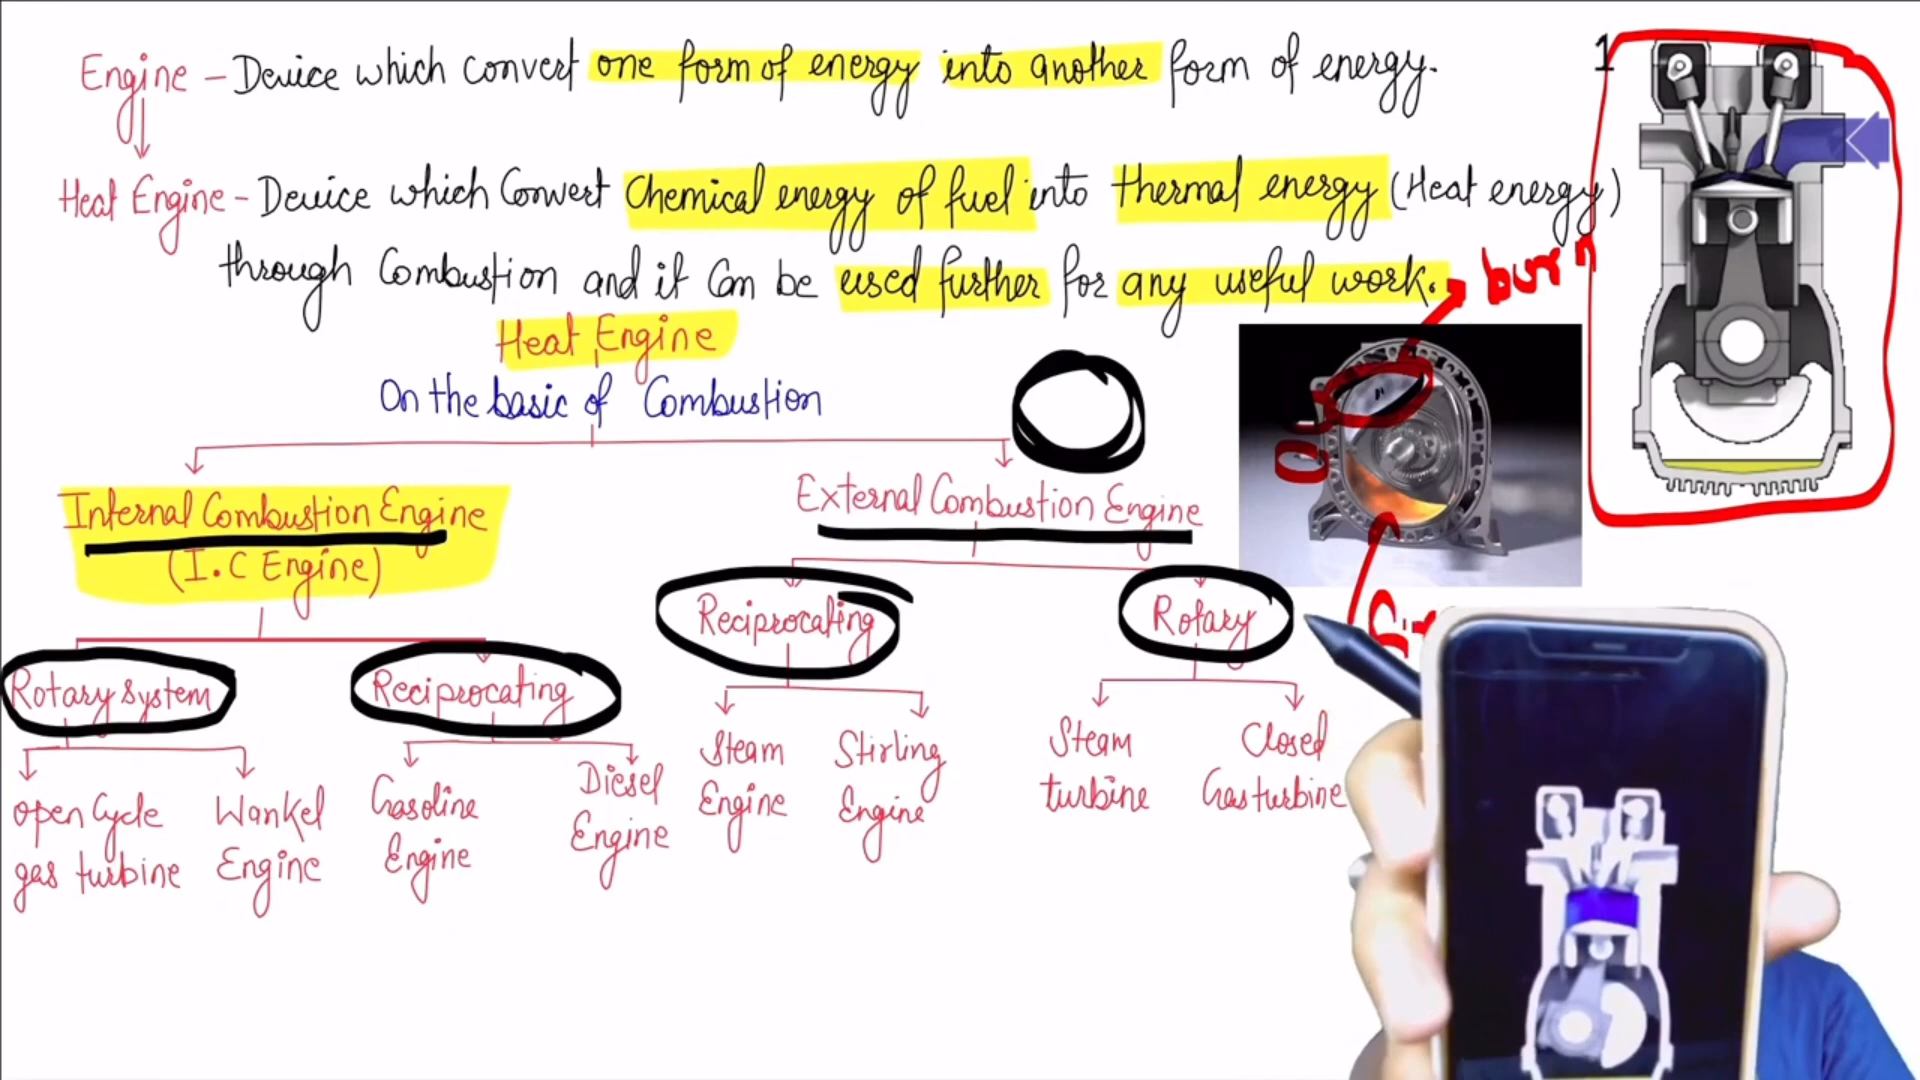 Engine - Device which convert one form of energy into another form of energy.
1
Heat Engine - Device which Convert Chemical energy of fuel into thermal energy (Heat energy)
through Combustion and it Can be used further for any useful work.
burn
Heat Engine
On the basic of Combustion
Internal Combustion Engine
(I.C Engine)
External Combustion Engine
Rotary system
Reciprocating
Reciprocating
Rotary
open Cycle
gas turbine
Wankel
Engine
Gasoline
Engine
Diesel
Engine
Steam
Engine
Stirling
Engine
Steam
turbine
Closed
Gas turbine